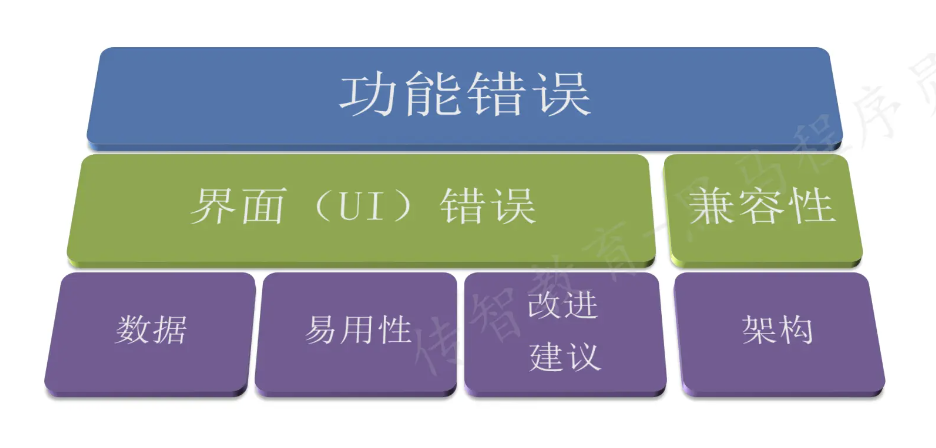 功能错误
界面（UI）错误
兼容性
数据
易用性
改进
建议
架构
传智教育-黑马程序员